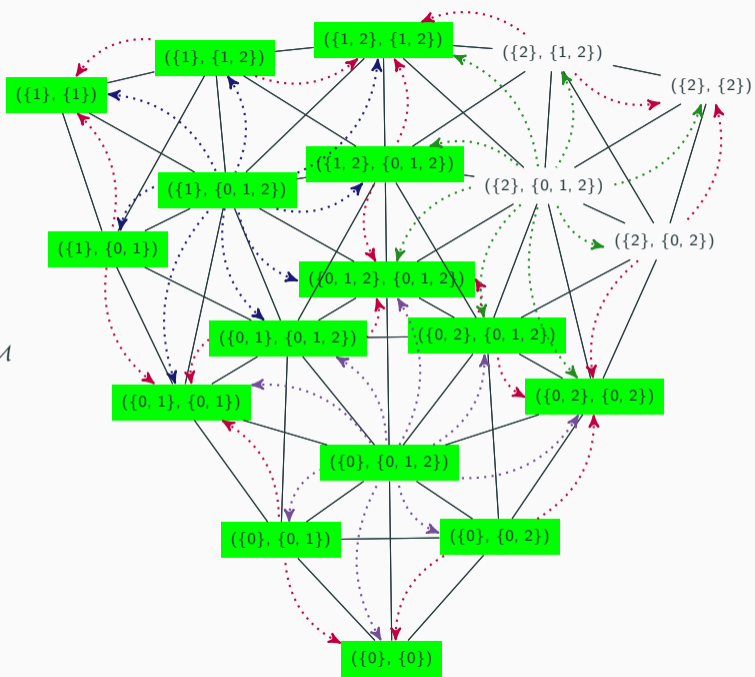 ({1, 2}, {1, 2})
({1}, {1, 2})
({2}, {1, 2})
({2}, {2})
({1}, {1})
({1, 2}, {0, 1, 2})
({1}, {0, 1, 2})
({2}, {0, 1, 2})
({1}, {0, 1})
({2}, {0, 2})
({0, 1, 2}, {0, 1, 2})
({0, 1}, {0, 1, 2})
({0, 2}, {0, 1, 2})
({0, 1}, {0, 1})
({0, 2}, {0, 2})
({0}, {0, 1, 2})
({0}, {0, 1})
({0}, {0, 2})
({0}, {0})